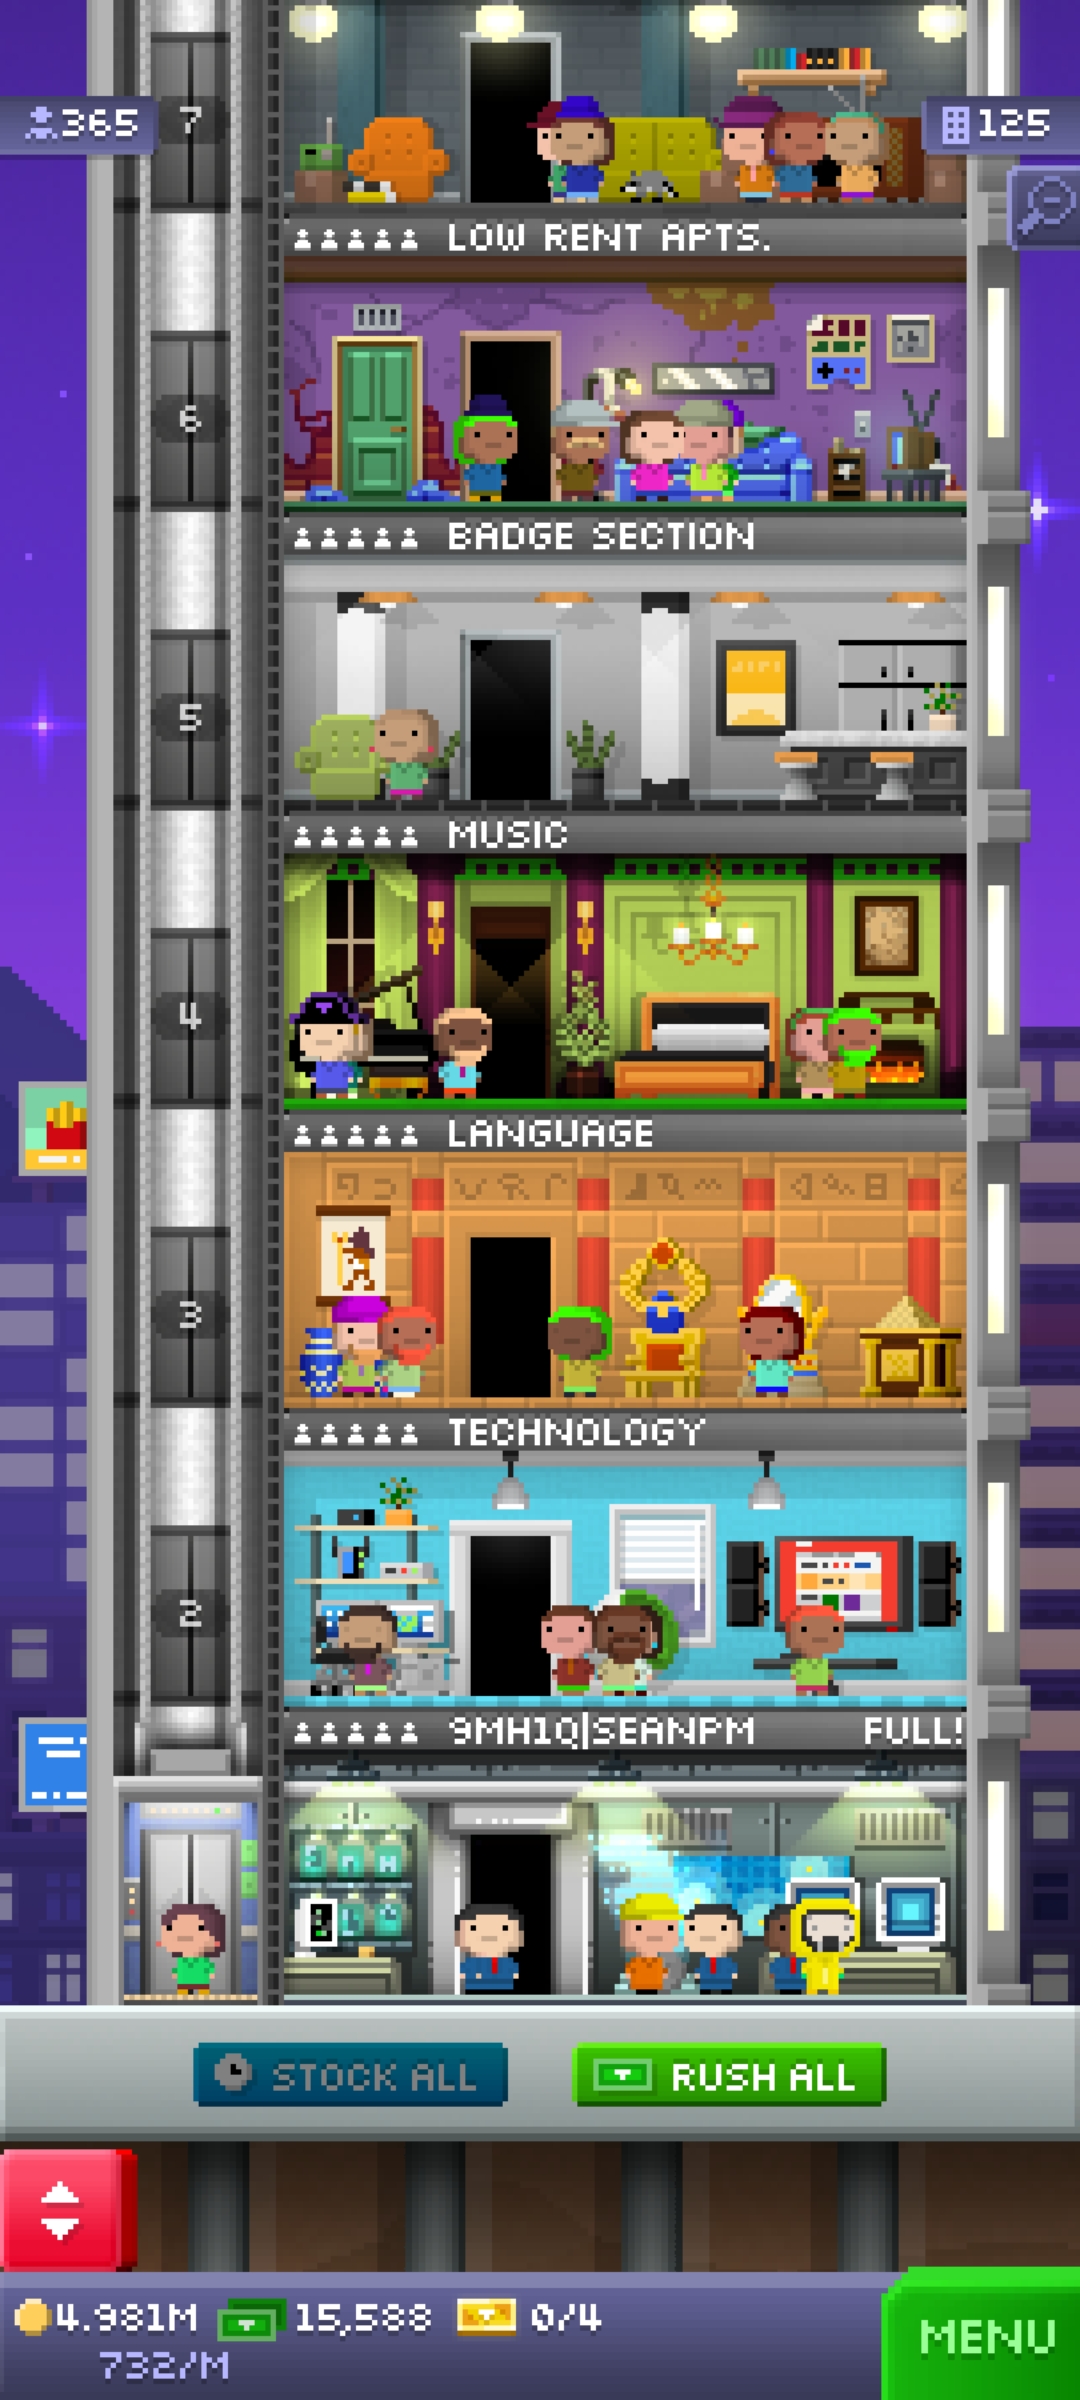 7
365
125
LOW RENT APTS.
6
BADGE SECTION
5
MUSIC
4
LANGUAGE
3
TECHNOLOGY
2
9MH1Q|SEANPM FULL!
STOCK ALL
RUSH ALL
4.981M 15,588 0/4
732/M
MENU